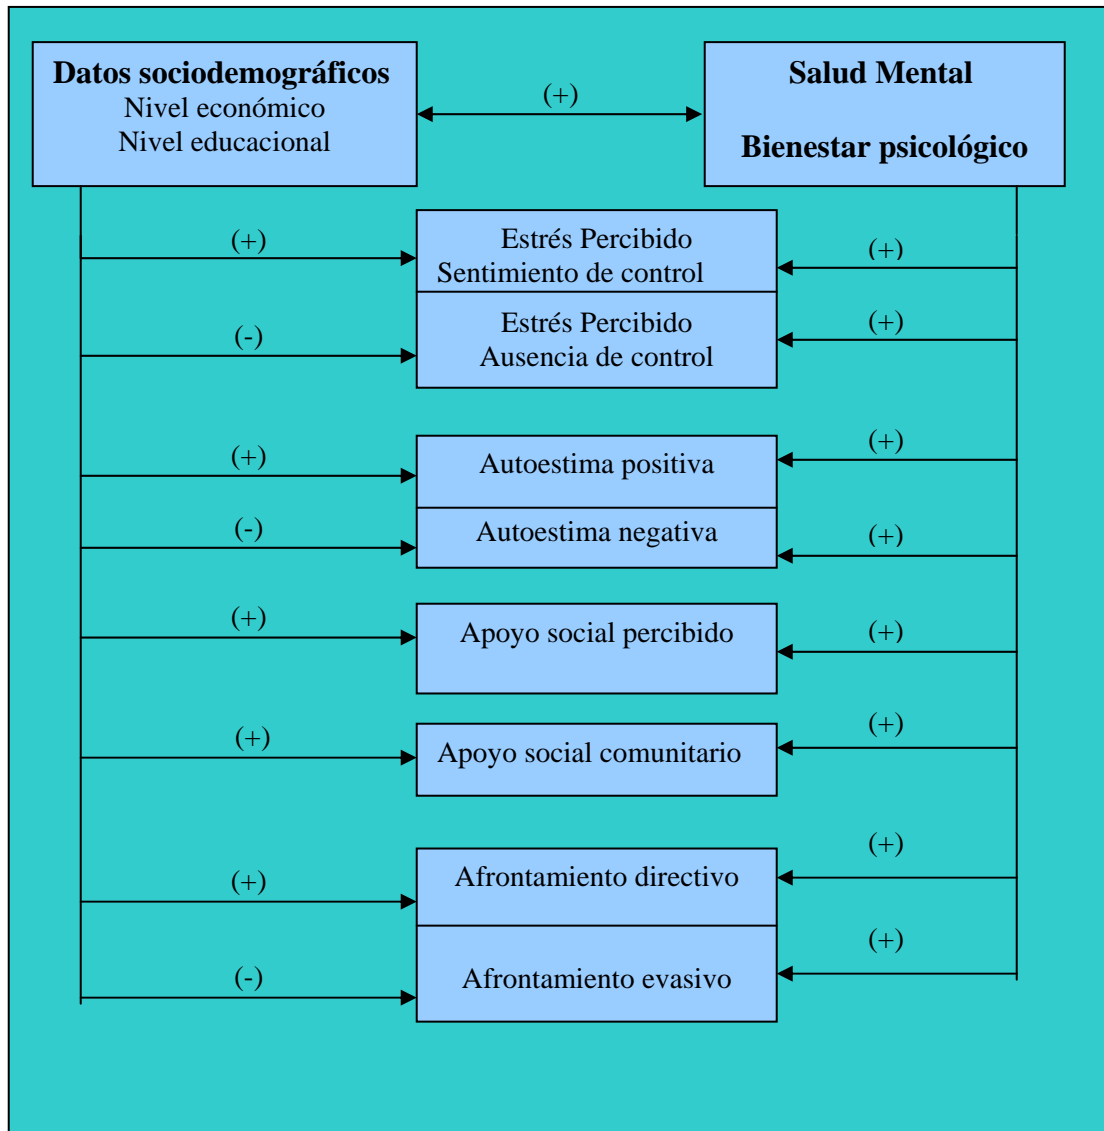 Datos sociodemográficos
Nivel económico
Nivel educacional
(+)
Salud Mental
Bienestar psicológico
(+)
Estrés Percibido
Sentimiento de control
(+)
(-)
Estrés Percibido
Ausencia de control
(+)
(+)
Autoestima positiva
(+)
(-)
Autoestima negativa
(+)
(+)
Apoyo social percibido
(+)
(+)
Apoyo social comunitario
(+)
(+)
Afrontamiento directivo
(+)
(-)
Afrontamiento evasivo
(+)